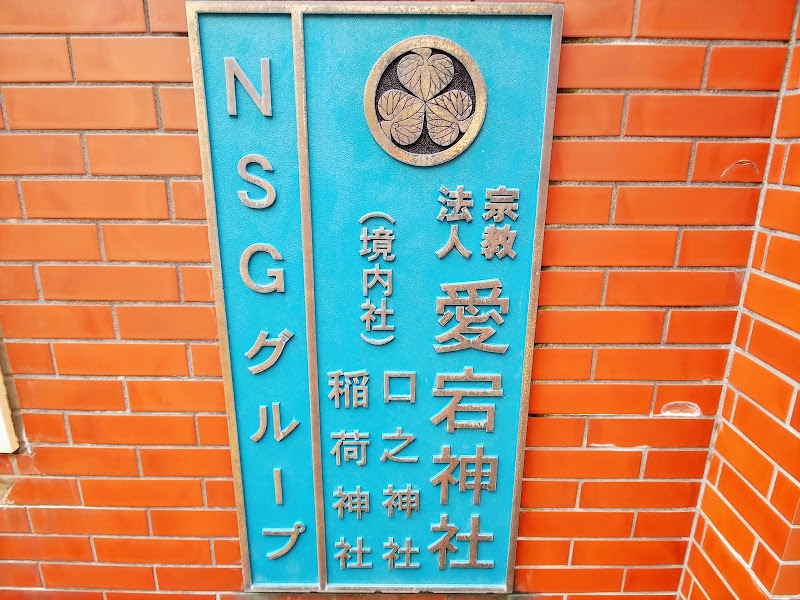 宗教法人 愛宕神社
(境内社) 口之神社
稲荷神社
NSGグループ